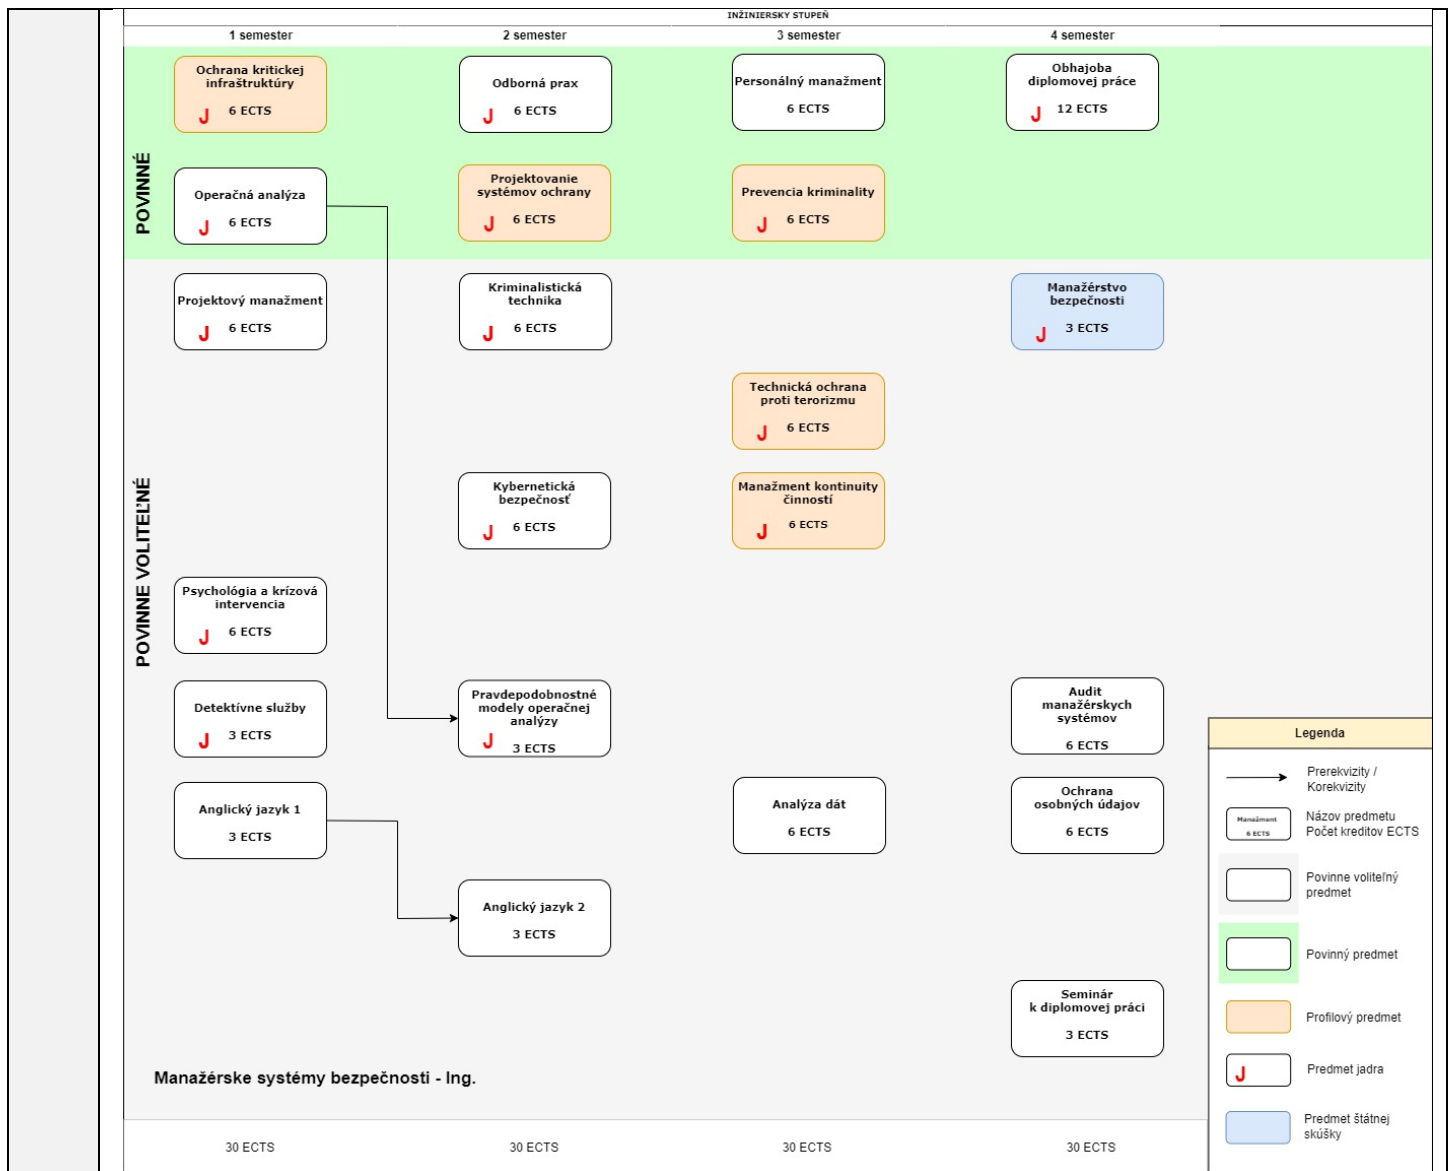 INŽINIERSKY STUPEŇ
1 semester
2 semester
3 semester
4 semester
POVINNÉ
Ochrana kritickej
infraštruktúry
J 6 ECTS
Odborná prax
J 6 ECTS
Personálný manažment
6 ECTS
Obhajoba
diplomovej práce
J 12 ECTS
Operačná analýza
J 6 ECTS
Projektovanie
systémov ochrany
J 6 ECTS
Prevencia kriminality
J 6 ECTS
POVINNE VOLITEĽNÉ
Projektový manažment
J 6 ECTS
Kriminalistická
technika
J 6 ECTS
Manažérstvo
bezpečnosti
J 3 ECTS
Technická ochrana
proti terorizmu
J 6 ECTS
Kybernetická
bezpečnosť
J 6 ECTS
Manažment kontinuity
činností
J 6 ECTS
Psychológia a krízová
intervencia
J 6 ECTS
Detektívne služby
J 3 ECTS
Pravdepodobnostné
modely operačnej
analýzy
J 3 ECTS
Audit
manažérskych
systémov
6 ECTS
Anglický jazyk 1
3 ECTS
Analýza dát
6 ECTS
Ochrana
osobných údajov
6 ECTS
Anglický jazyk 2
3 ECTS
Seminár
k diplomovej práci
3 ECTS
Manažérske systémy bezpečnosti - Ing.
30 ECTS
30 ECTS
30 ECTS
30 ECTS
Legenda
Prerekvizity /
Korekvizity
Manažment
6 ECTS
Názov predmetu
Počet kreditov ECTS
Povinne voliteľný
predmet
Povinný predmet
Profilový predmet
J
Predmet jadra
Predmet štátnej
skúšky